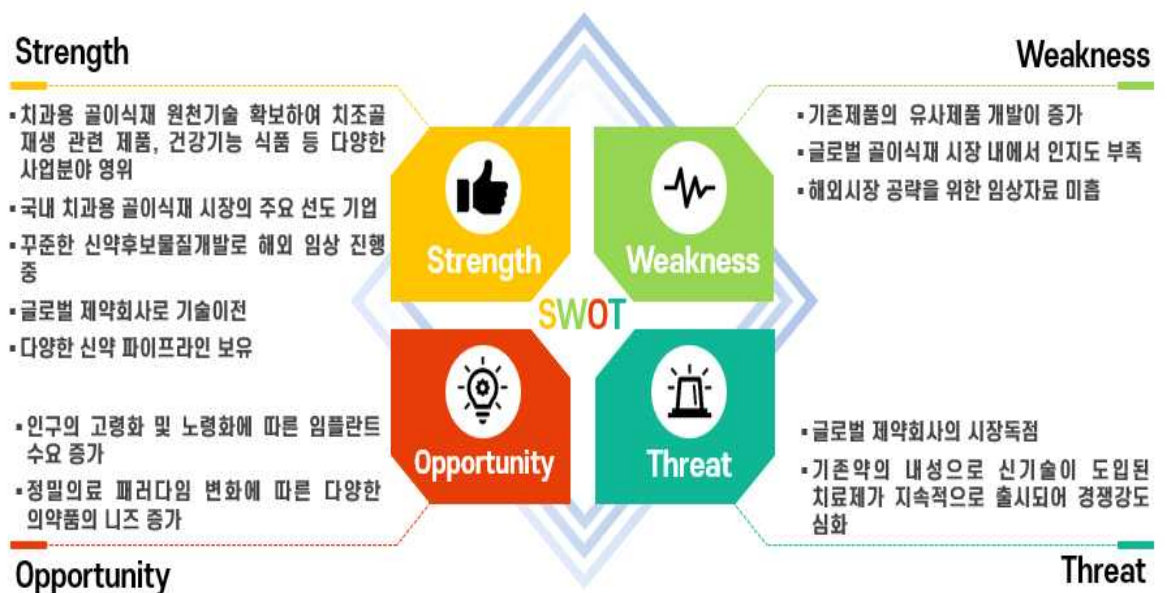 Strength
Weakness
▪치과용 골이식재 원천기술 확보하여 치조골
재생 관련 제품, 건강기능 식품 등 다양한
사업분야 영위
▪국내 치과용 골이식재 시장의 주요 선도 기업
▪꾸준한 신약후보물질개발로 해외 임상 진행
중
▪글로벌 제약회사로 기술이전
▪다양한 신약 파이프라인 보유
▪기존제품의 유사제품 개발이 증가
▪글로벌 골이식재 시장 내에서 인지도 부족
▪해외시장 공략을 위한 임상자료 미흡
Strength
Weakness
SWOT
Opportunity
Threat
▪인구의 고령화 및 노령화에 따른 임플란트
수요 증가
▪정밀의료 패러다임 변화에 따른 다양한
의약품의 니즈 증가
▪글로벌 제약회사의 시장독점
▪기존약의 내성으로 신기술이 도입된
치료제가 지속적으로 출시되어 경쟁강도
심화
Opportunity
Threat